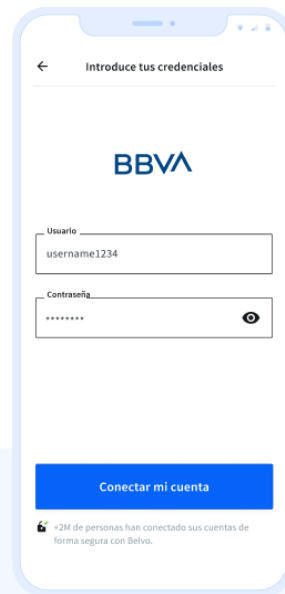 Introduce tus credenciales
BBVA
Usuario
username1234
Contraseña
••••••••
Conectar mi cuenta
+2M de personas han conectado sus cuentas de
forma segura con Belvo.